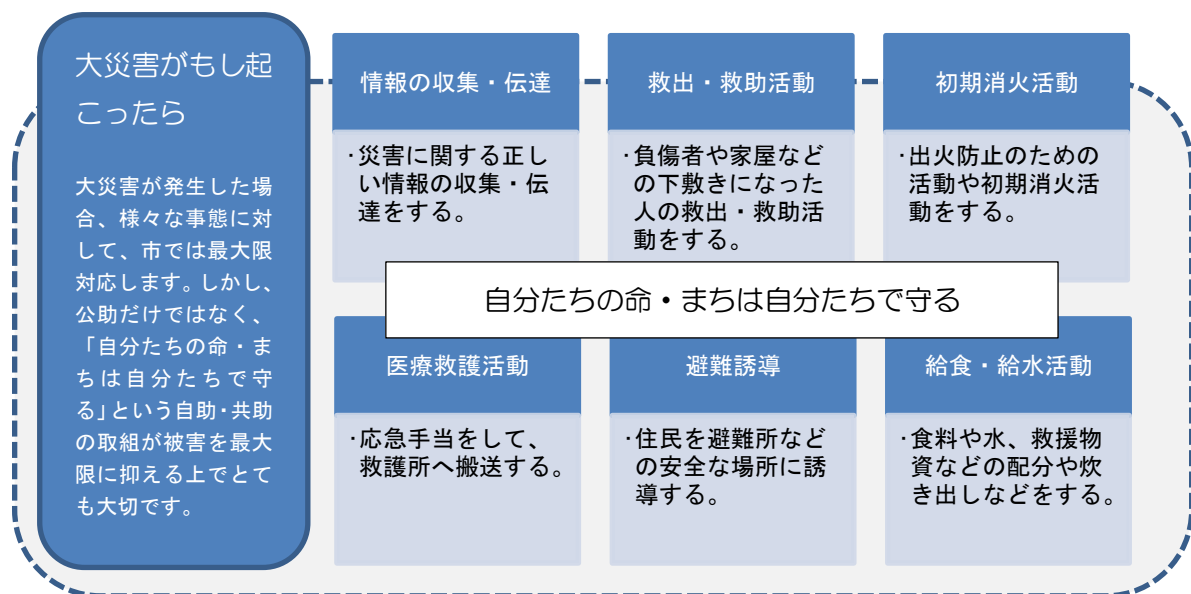 大災害がもし起
こったら
大災害が発生した場
合、様々な事態に対
して、市では最大限
対応します。しかし、
公助だけではなく、
「自分たちの命・ま
ちは自分たちで守
る」という自助・共助
の取組が被害を最大
限に抑える上でとて
も大切です。
情報の収集・伝達
・災害に関する正し
い情報の収集・伝
達をする。
救出・救助活動
・負傷者や家屋など
の下敷きになった
人の救出・救助活
動をする。
初期消火活動
・出火防止のための
活動や初期消火活
動をする。
自分たちの命・まちは自分たちで守る
医療救護活動
・応急手当をして、
救護所へ搬送する。
避難誘導
・住民を避難所など
の安全な場所に誘
導する。
給食・給水活動
・食料や水、救援物
資などの配分や炊
き出しなどをする。